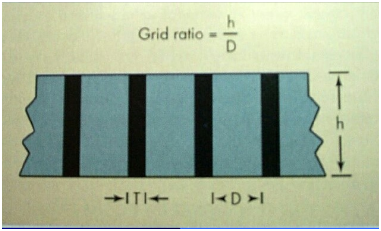 Grid ratio = h/D
h
T
D